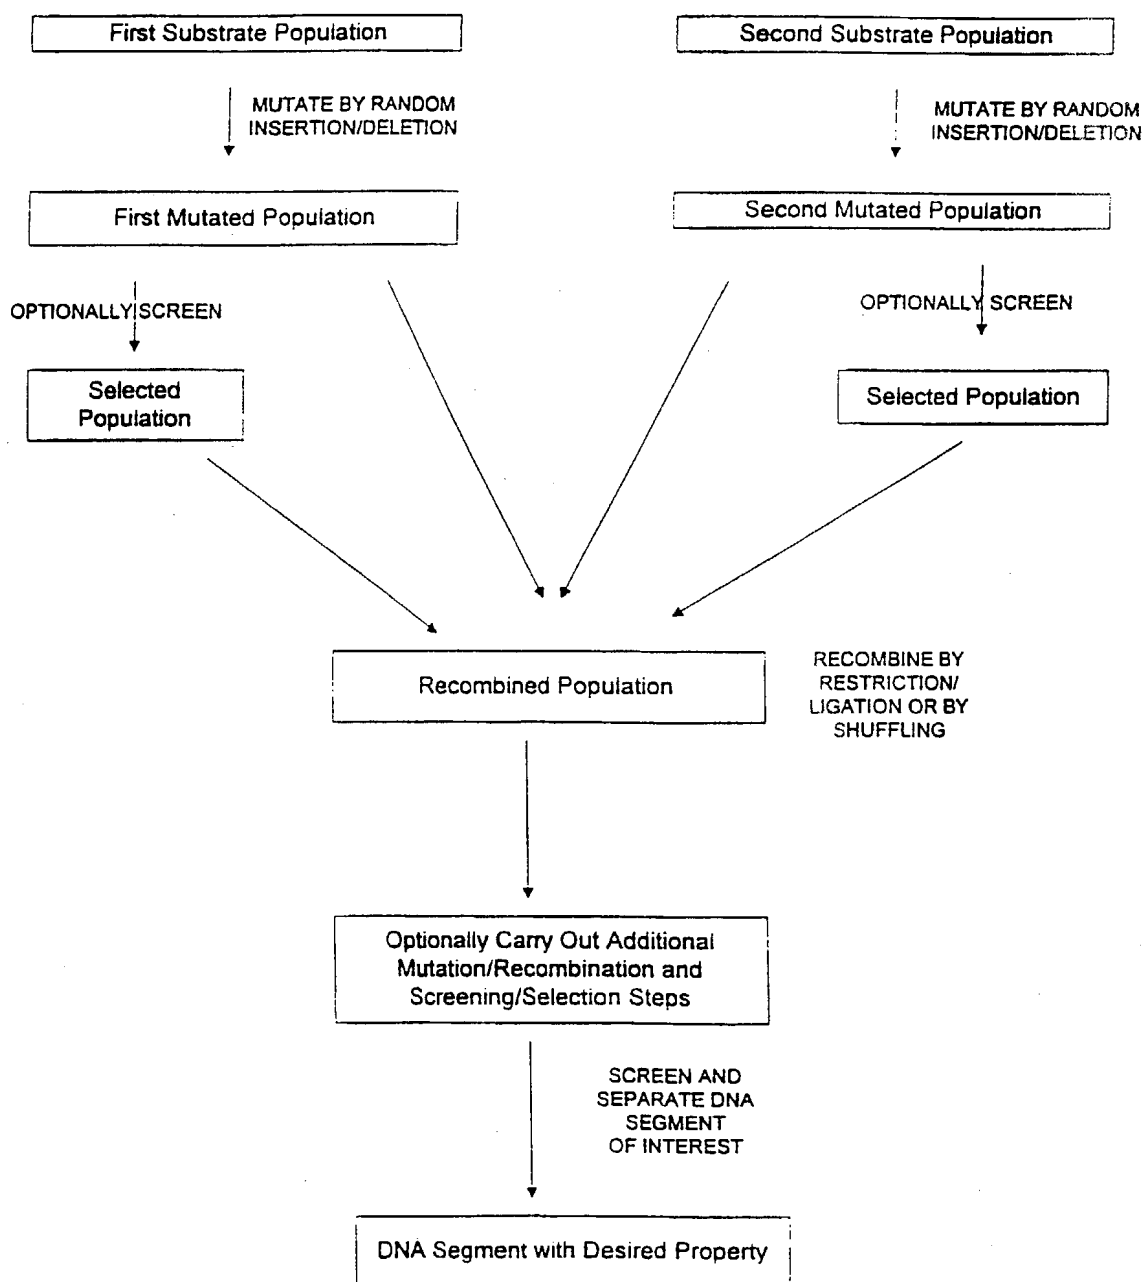 First Substrate Population
Second Substrate Population
MUTATE BY RANDOM
INSERTION/DELETION
MUTATE BY RANDOM
INSERTION/DELETION
First Mutated Population
Second Mutated Population
OPTIONALLY SCREEN
OPTIONALLY SCREEN
Selected
Population
Selected Population
Recombined Population
RECOMBINE BY
RESTRICTION/
LIGATION OR BY
SHUFFLING
Optionally Carry Out Additional
Mutation/Recombination and
Screening/Selection Steps
SCREEN AND
SEPARATE DNA
SEGMENT
OF INTEREST
DNA Segment with Desired Property